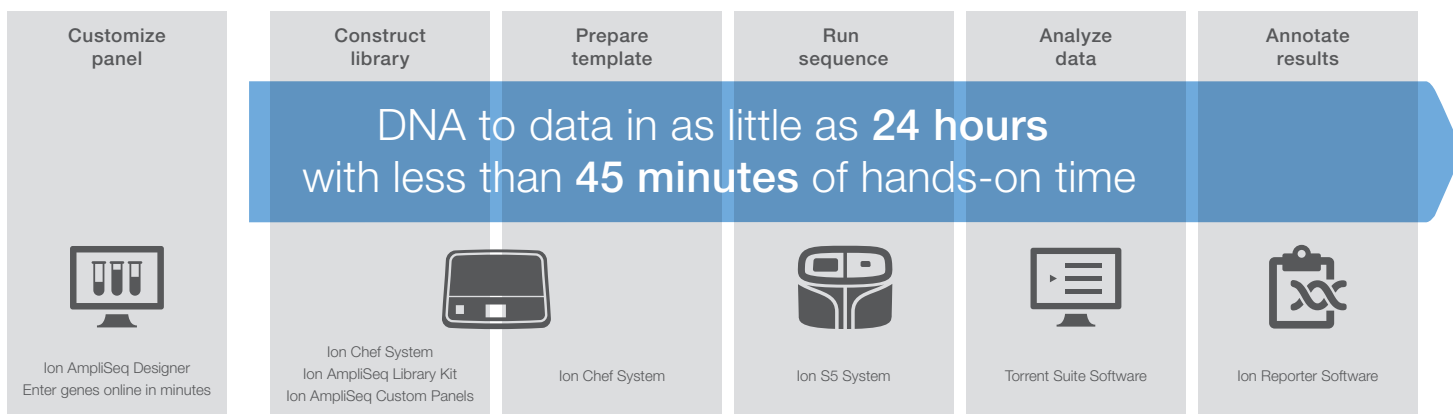 Customize
panel
Construct
library
Prepare
template
Run
sequence
Analyze
data
Annotate
results
DNA to data in as little as 24 hours
with less than 45 minutes of hands-on time
Ion AmpliSeq Designer
Enter genes online in minutes
Ion Chef System
Ion AmpliSeq Library Kit
Ion AmpliSeq Custom Panels
Ion Chef System
Ion S5 System
Torrent Suite Software
Ion Reporter Software